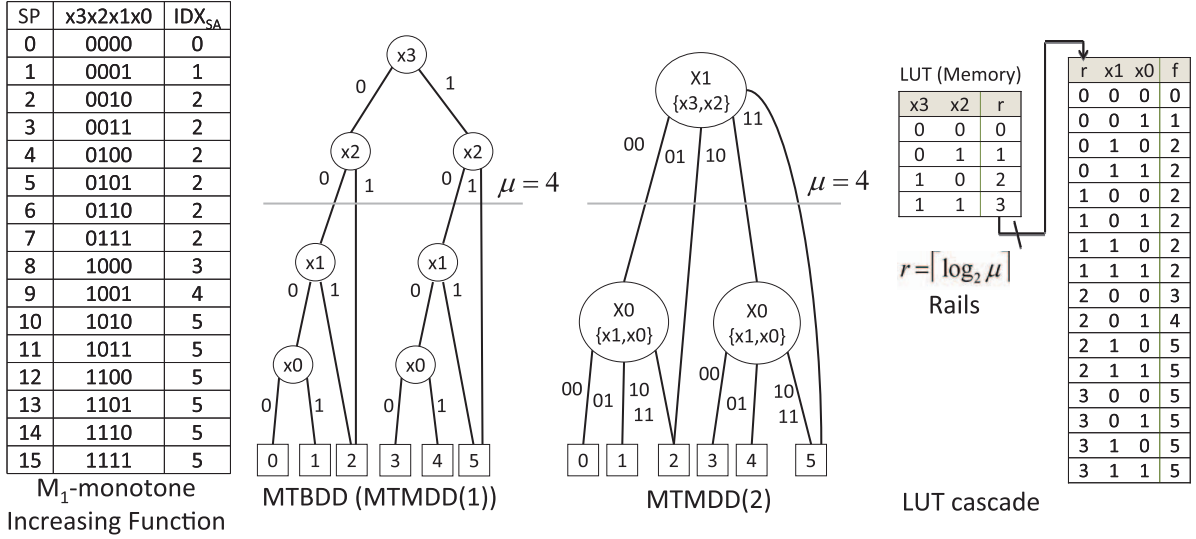 SP x3x2x1x0 IDX_SA
0 0000 0
1 0001 1
2 0010 2
3 0011 2
4 0100 2
5 0101 2
6 0110 2
7 0111 2
8 1000 3
9 1001 4
10 1010 5
11 1011 5
12 1100 5
13 1101 5
14 1110 5
15 1111 5
M1-monotone
Increasing Function
x3
0 1
x2 x2
0 1 0 1
μ = 4
x1 x1
0 1 0 1
x0 x0
0 1 0 1
0 1 2 3 4 5
MTBDD (MTMDD(1))
X1
{x3,x2}
00 01 10 11
μ = 4
X0
{x1,x0}
X0
{x1,x0}
00 01 10
11
00 01 10
11
0 1 2 3 4 5
MTMDD(2)
LUT (Memory)
x3 x2 r
0 0 0
0 1 1
1 0 2
1 1 3
r=⌈log2 μ⌉
Rails
r x1 x0 f
0 0 0 0
0 0 1 1
0 1 0 2
0 1 1 2
1 0 0 2
1 0 1 2
1 1 0 2
1 1 1 2
2 0 0 3
2 0 1 4
2 1 0 5
2 1 1 5
3 0 0 5
3 0 1 5
3 1 0 5
3 1 1 5
LUT cascade